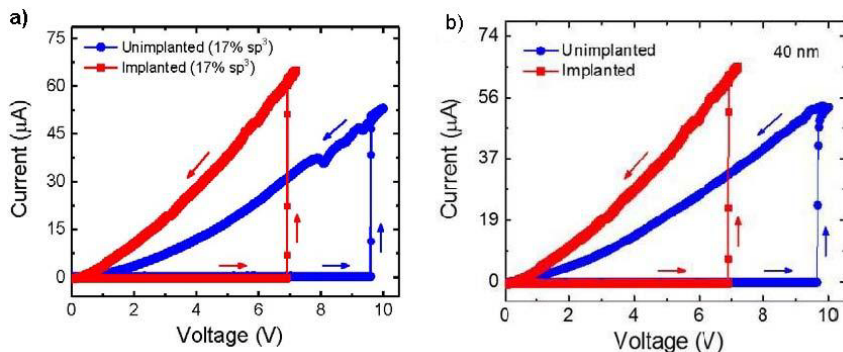 a)
75
60
45
30
15
0
Current (μA)
Unimplanted (17% sp³)
Implanted (17% sp³)
0 2 4 6 8 10
Voltage (V)
b)
74
56
37
19
0
Current (μA)
Unimplanted
Implanted
40 nm
0 2 4 6 8 10
Voltage (V)